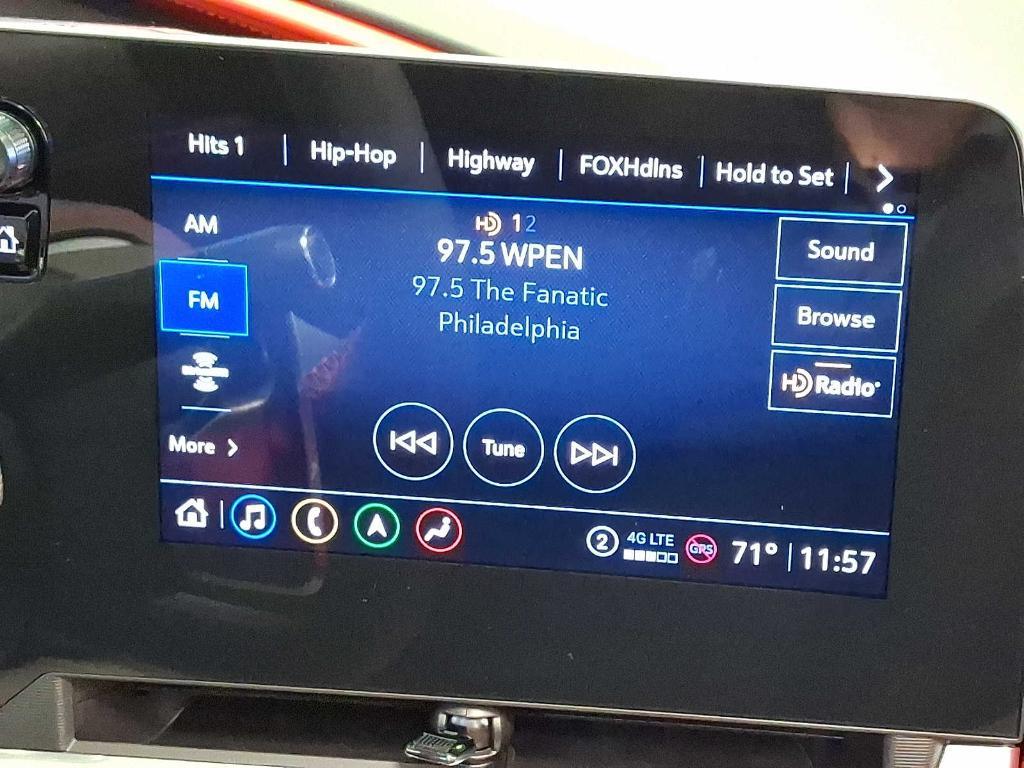 Hits 1 | Hip-Hop | Highway | FOXHdlns | Hold to Set | >
AM
HD 1 2
97.5 WPEN
Sound
FM
97.5 The Fanatic
Philadelphia
Browse
HD Radio
More >
Tune
2 4G LTE GPS 71° | 11:57